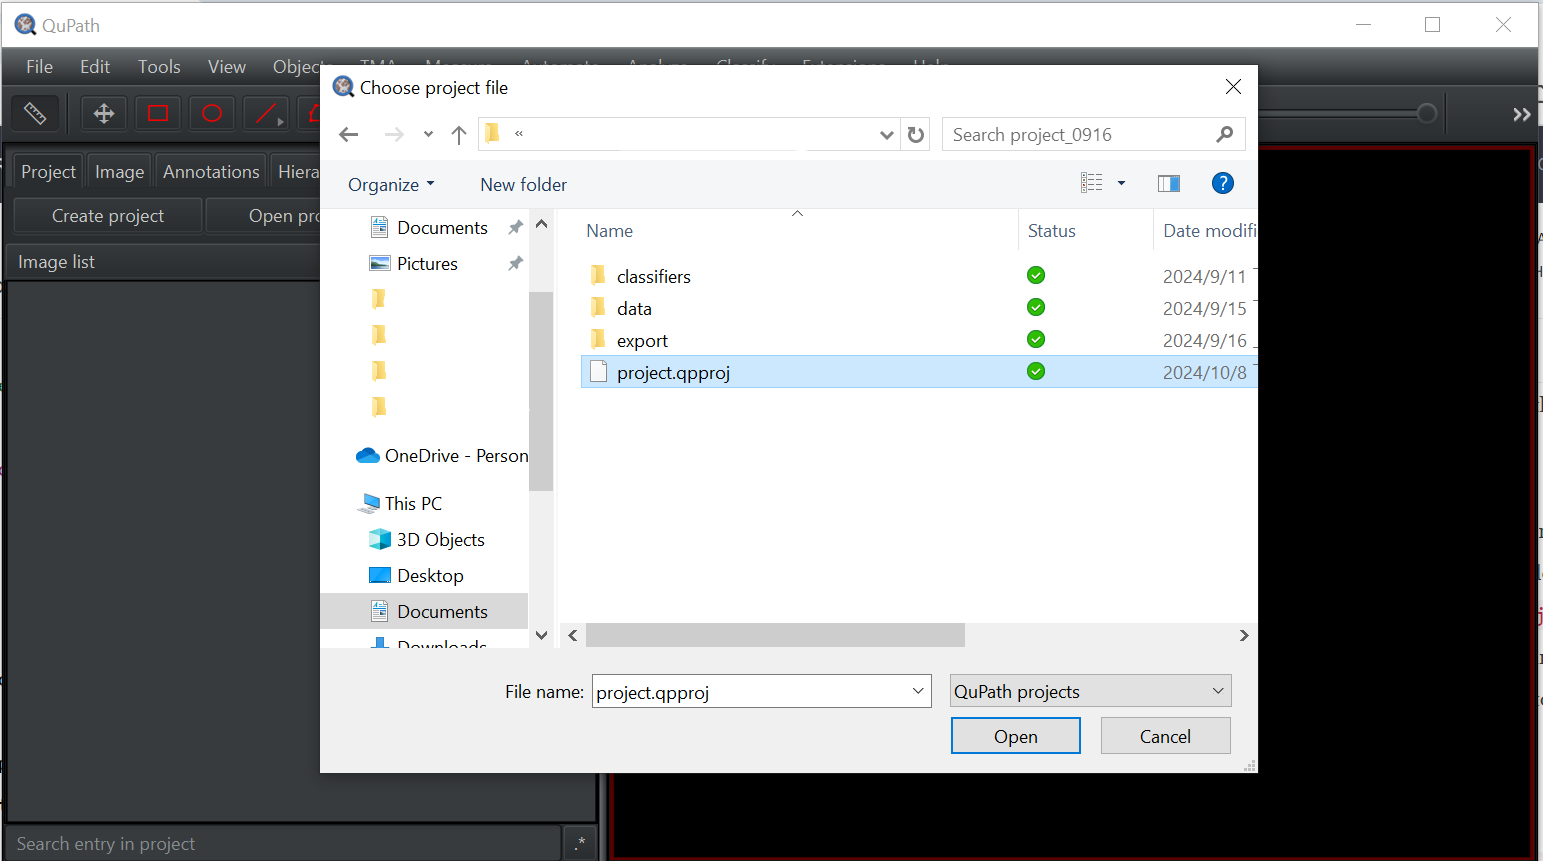 QuPath
File Edit Tools View Objects
Choose project file
«
Search project_0916
Project Image Annotations Hiera
Organize New folder
Create project Open pro
Documents
Name Status Date modifi
Image list
Pictures
classifiers 2024/9/11
data 2024/9/15
export 2024/9/16
project.qpproj 2024/10/8
OneDrive - Person
This PC
3D Objects
Desktop
Documents
Downloads
File name: project.qpproj QuPath projects
Open Cancel
Search entry in project .*